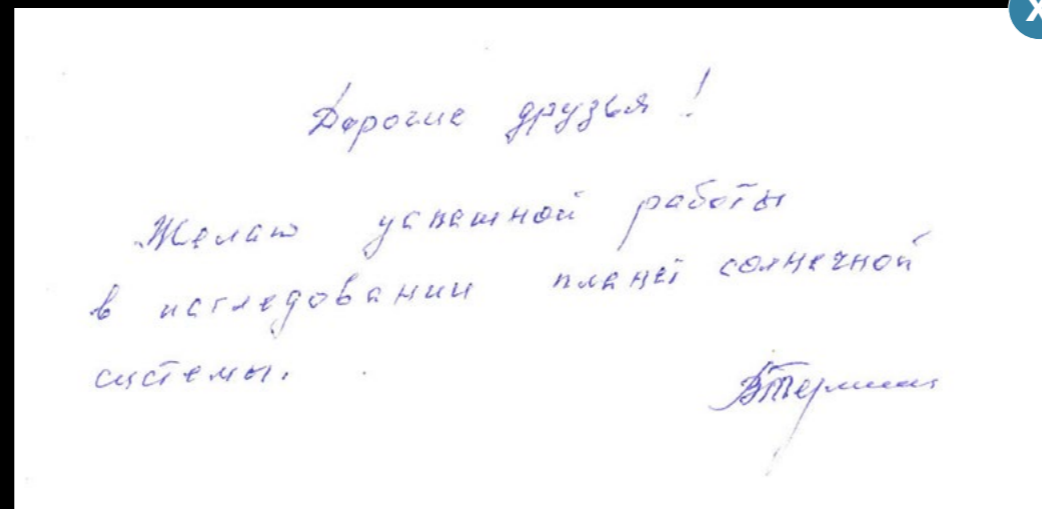 Дорогие друзья!
Желаю успешной работы
в исследовании планет солнечной
системы.